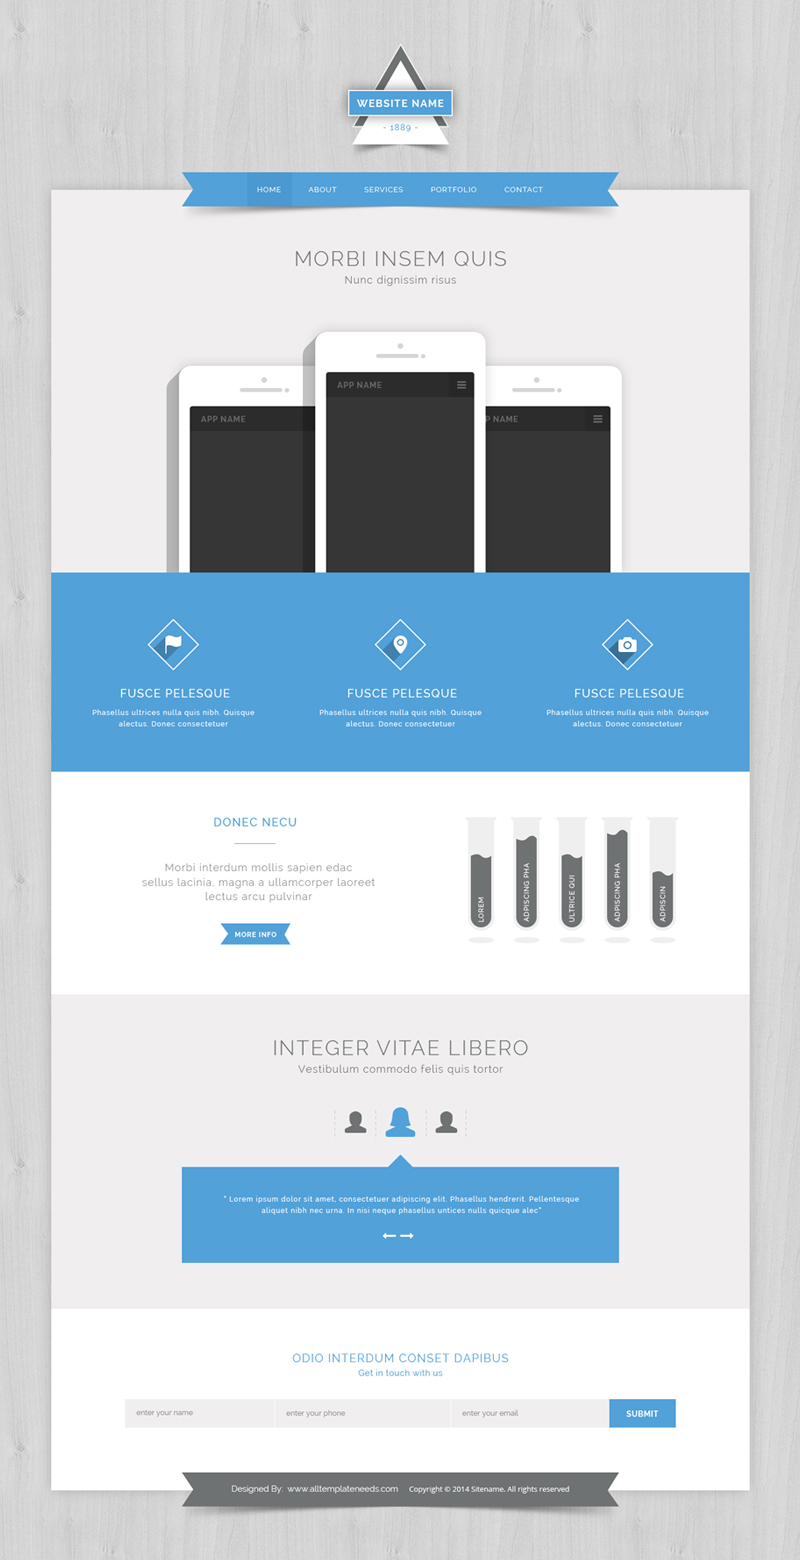 WEBSITE NAME
- 1889 -
HOME ABOUT SERVICES PORTFOLIO CONTACT
MORBI INSEM QUIS
Nunc dignissim risus
APP NAME
APP NAME
P NAME
FUSCE PELESQUE
Phasellus ultrices nulla quis nibh. Quisque
alectus. Donec consectetuer
FUSCE PELESQUE
Phasellus ultrices nulla quis nibh. Quisque
alectus. Donec consectetuer
FUSCE PELESQUE
Phasellus ultrices nulla quis nibh. Quisque
alectus. Donec consectetuer
DONEC NECU
Morbi interdum mollis sapien edac
sellus lacinia, magna a ullamcorper laoreet
lectus arcu pulvinar
MORE INFO
LOREM
ADPISCING PHA
ULTRICE QUI
ADPISCING PHA
ADPISCIN
INTEGER VITAE LIBERO
Vestibulum commodo felis quis tortor
" Lorem ipsum dolor sit amet, consectetuer adipiscing elit. Phasellus hendrerit. Pellentesque
aliquet nibh nec urna. In nisi neque phasellus untices nulls quicque alec"
ODIO INTERDUM CONSET DAPIBUS
Get in touch with us
enter your name enter your phone enter your email SUBMIT
Designed By: www.alltemplateneeds.com Copyright © 2014 Sitename. All rights reserved